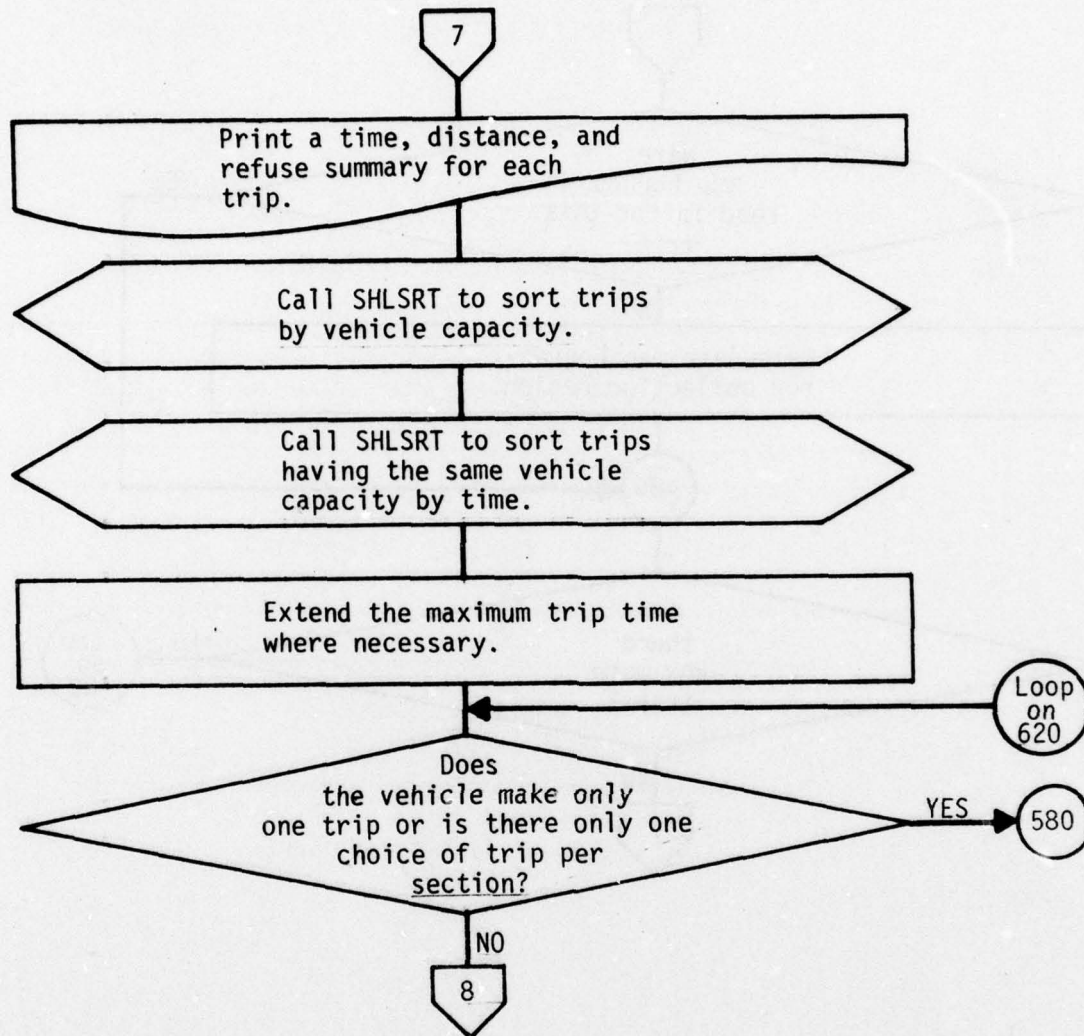 7
Print a time, distance, and
refuse summary for each
trip.
Call SHLSRT to sort trips
by vehicle capacity.
Call SHLSRT to sort trips
having the same vehicle
capacity by time.
Extend the maximum trip time
where necessary.
Loop
on
620
Does
the vehicle make only
one trip or is there only one
choice of trip per
section?
YES
580
NO
8